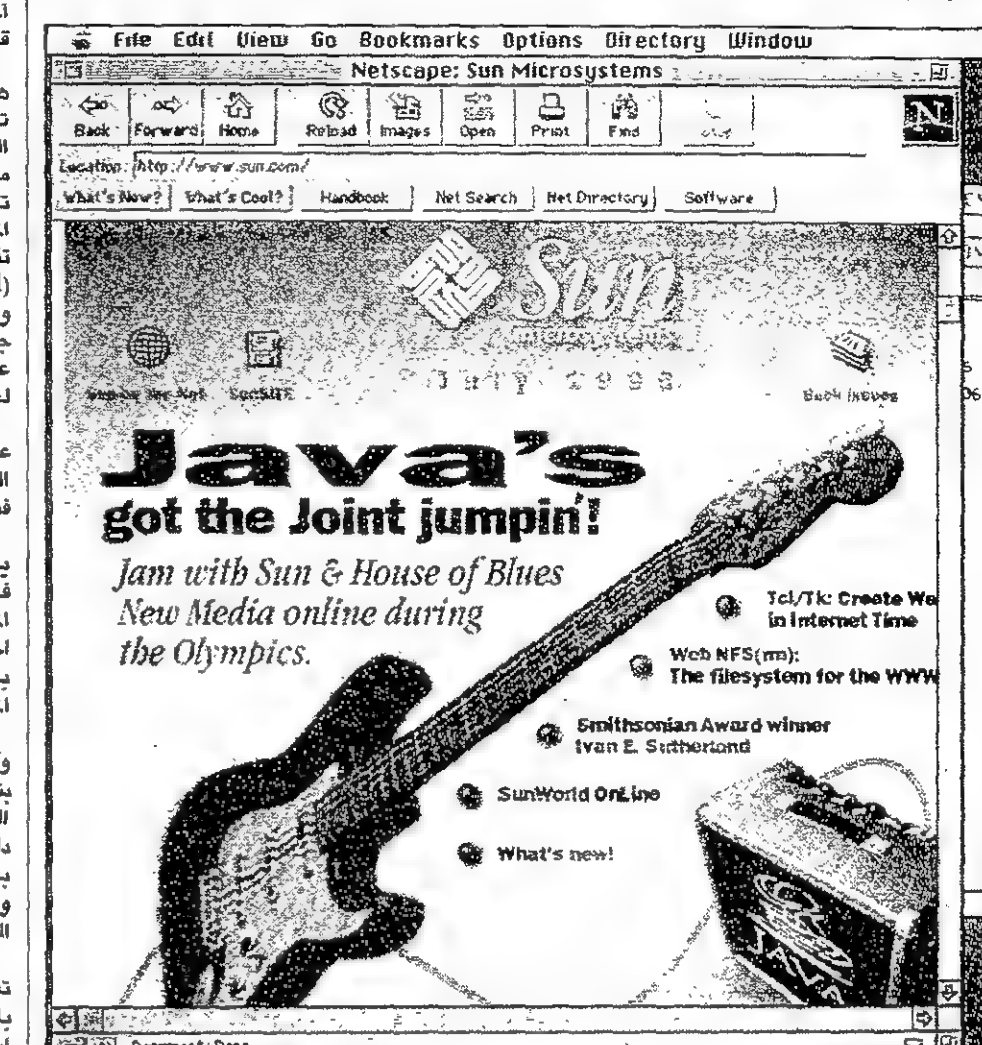 File Edit View Go Bookmarks Options Directory Window
Netscape: Sun Microsystems
Back Forward Home Reload Images Open Print Find
Location: http://www.sun.com/
What's New? What's Cool? Handbook Net Search Net Directory Software
Sun
SunSITE Back Issues
Java's
got the Joint jumpin'!
Jam with Sun & House of Blues
New Media online during
the Olympics.
Tcl/Tk: Create We
in Internet Time
Web NFS(tm):
The filesystem for the WWW
Smithsonian Award winner
Ivan E. Sutherland
SunWorld OnLine
What's new!